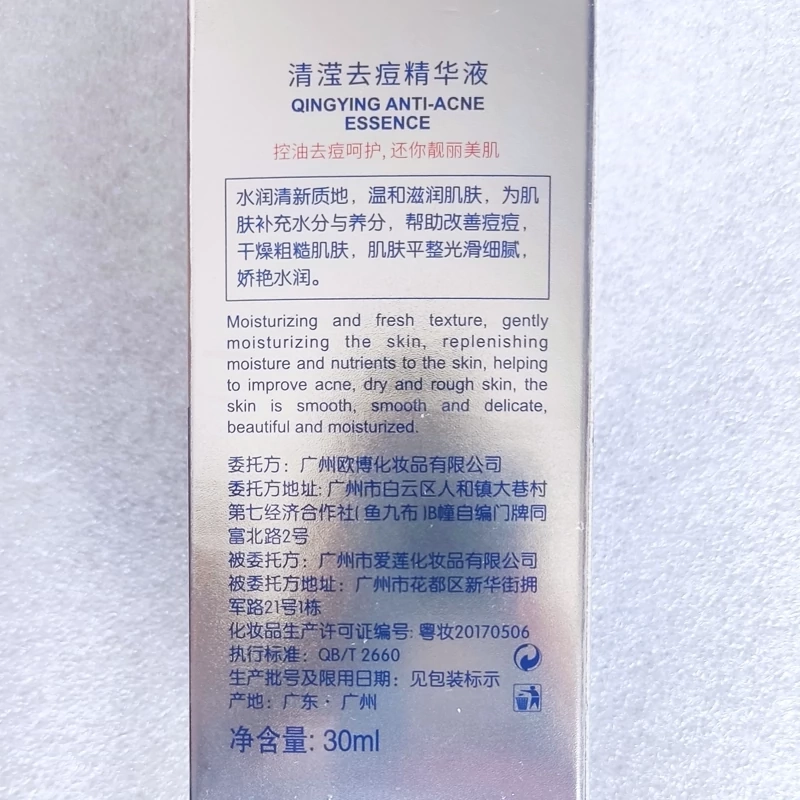 清滢去痘精华液
QINGYING ANTI-ACNE
ESSENCE
控油去痘呵护,还你靓丽美肌
水润清新质地，温和滋润肌肤，为肌
肤补充水分与养分，帮助改善痘痘，
干燥粗糙肌肤，肌肤平整光滑细腻，
娇艳水润。
Moisturizing and fresh texture, gently
moisturizing the skin, replenishing
moisture and nutrients to the skin, helping
to improve acne, dry and rough skin, the
skin is smooth, smooth and delicate,
beautiful and moisturized.
委托方：广州欧博化妆品有限公司
委托方地址:广州市白云区人和镇大巷村
第七经济合作社(鱼九布)B幢自编门牌同
富北路2号
被委托方：广州市爱莲化妆品有限公司
被委托方地址：广州市花都区新华街拥
军路21号1栋
化妆品生产许可证编号:粤妆20170506
执行标准：QB/T 2660
生产批号及限用日期：见包装标示
产地：广东·广州
净含量: 30ml